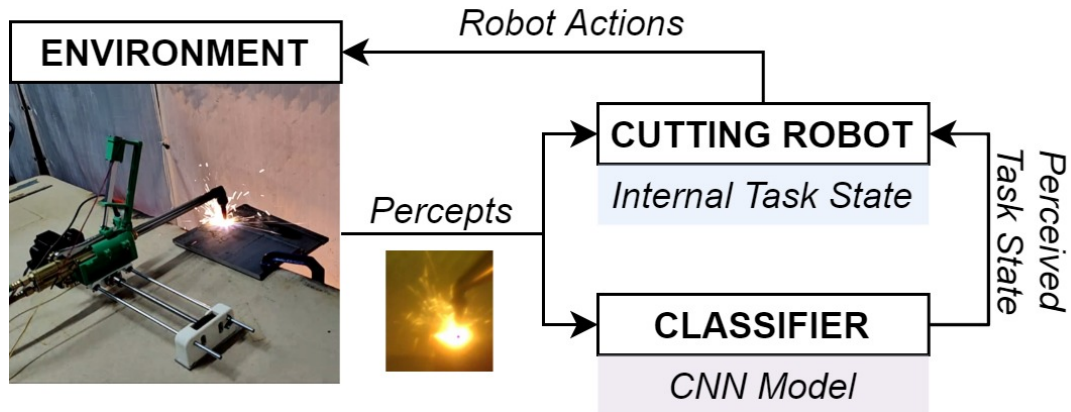 Robot Actions
ENVIRONMENT
CUTTING ROBOT
Internal Task State
Percepts
Perceived
Task State
CLASSIFIER
CNN Model